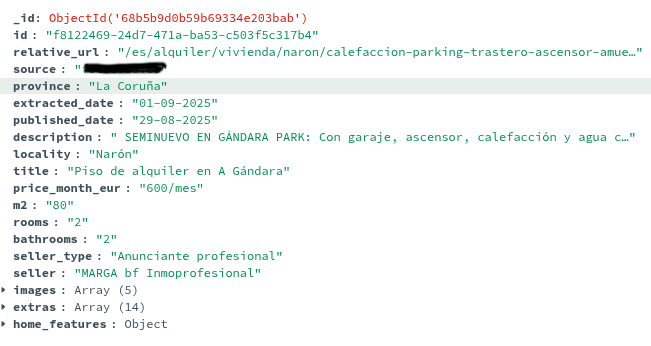 _id: ObjectId('68b5b9d0b59b69334e203bab')
id : "f8122469-24d7-471a-ba53-c503f5c317b4"
relative_url : "/es/alquiler/vivienda/naron/calefaccion-parking-trastero-ascensor-amue…"
source : "
province : "La Coruña"
extracted_date : "01-09-2025"
published_date : "29-08-2025"
description : " SEMINUEVO EN GÁNDARA PARK: Con garaje, ascensor, calefacción y agua c…"
locality : "Narón"
title : "Piso de alquiler en A Gándara"
price_month_eur : "600/mes"
m2 : "80"
rooms : "2"
bathrooms : "2"
seller_type : "Anunciante profesional"
seller : "MARGA bf Inmoprofesional"
images : Array (5)
extras : Array (14)
home_features : Object